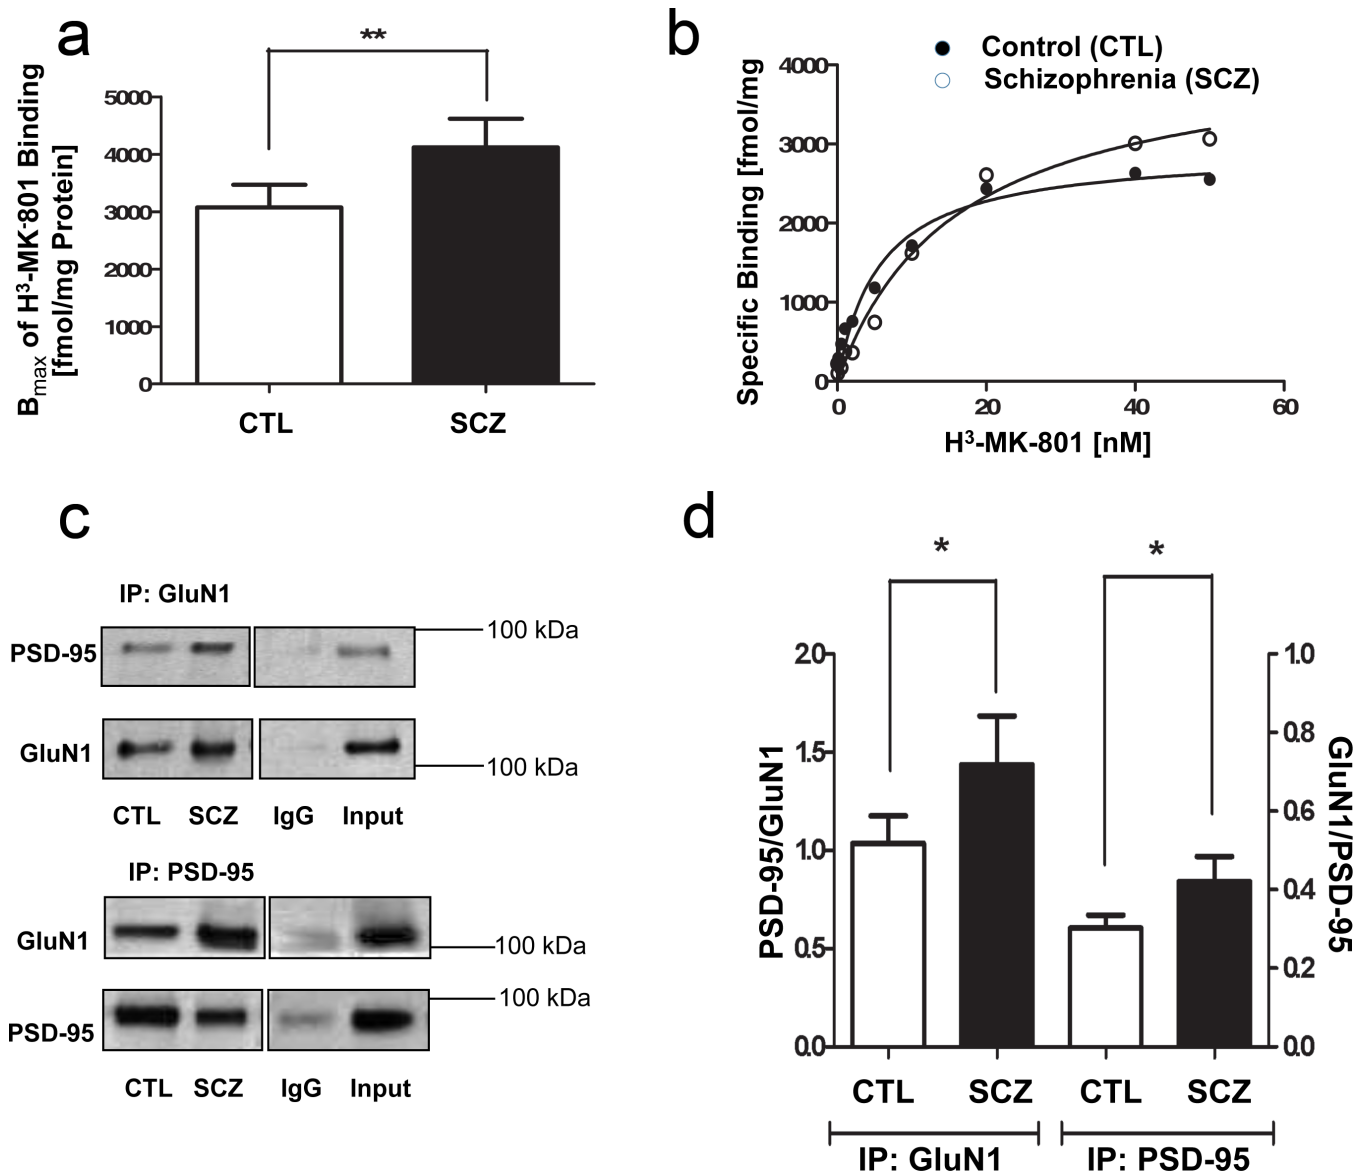 a
**
B max of H3-MK-801 Binding
[fmol/mg Protein]
5000
4000
3000
2000
1000
0
CTL
SCZ
b
Control (CTL)
Schizophrenia (SCZ)
Specific Binding [fmol/mg
4000
3000
2000
1000
0
0
20
40
60
H3-MK-801 [nM]
c
IP: GluN1
PSD-95
100 kDa
GluN1
100 kDa
CTL SCZ IgG Input
IP: PSD-95
GluN1
100 kDa
PSD-95
100 kDa
CTL SCZ IgG Input
d
*
*
PSD-95/GluN1
2.0
1.5
1.0
0.5
0.0
GluN1/PSD-95
1.0
0.8
0.6
0.4
0.2
0.0
CTL SCZ CTL SCZ
IP: GluN1 IP: PSD-95